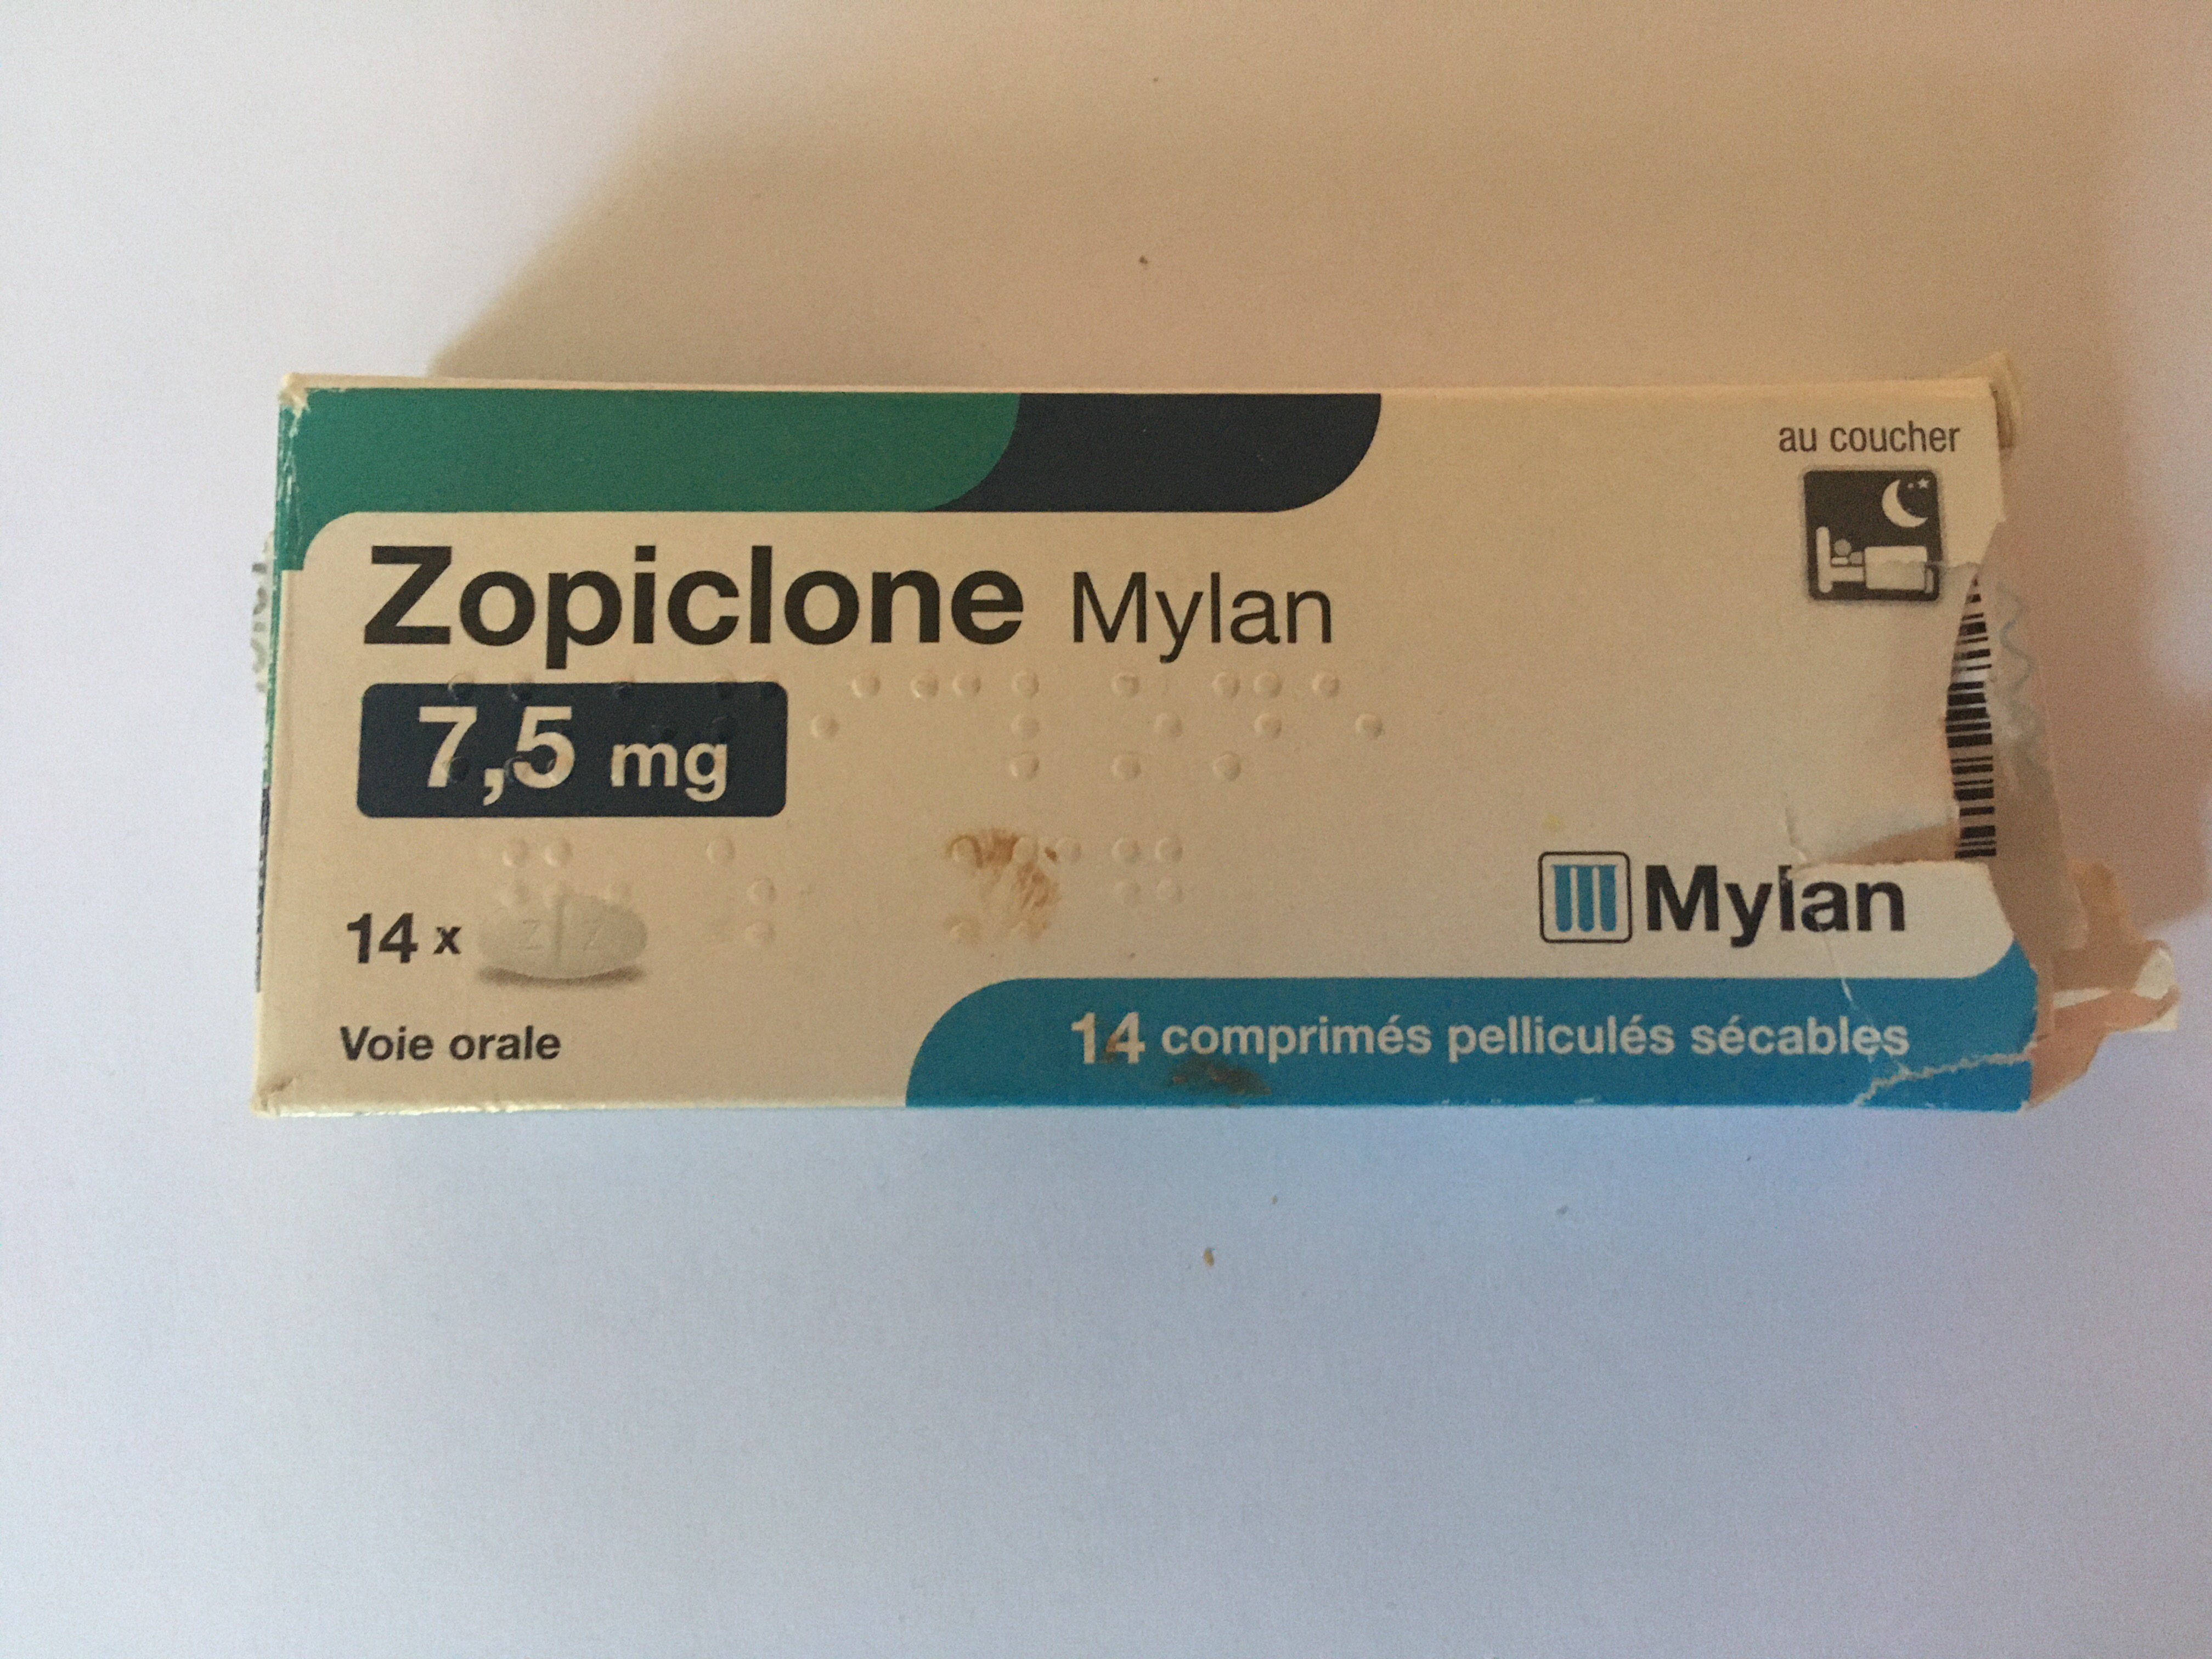 au coucher
Zopiclone Mylan
7,5 mg
14 x
Z Z
Mylan
Voie orale
14 comprimés pelliculés sécables